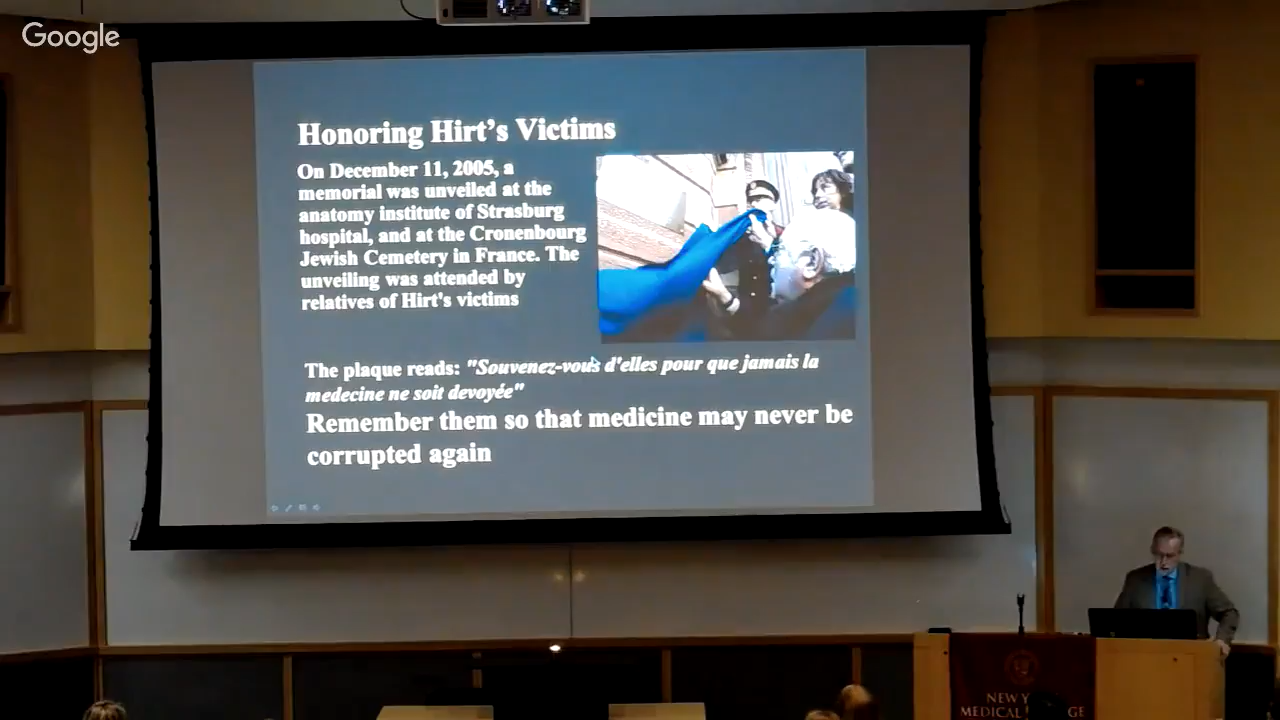 Google
Honoring Hirt's Victims
On December 11, 2005, a
memorial was unveiled at the
anatomy institute of Strasburg
hospital, and at the Cronenbourg
Jewish Cemetery in France. The
unveiling was attended by
relatives of Hirt's victims
The plaque reads: "Souvenez-vous d'elles pour que jamais la
medecine ne soit devoyée"
Remember them so that medicine may never be
corrupted again
NEW Y
MEDICAL GE